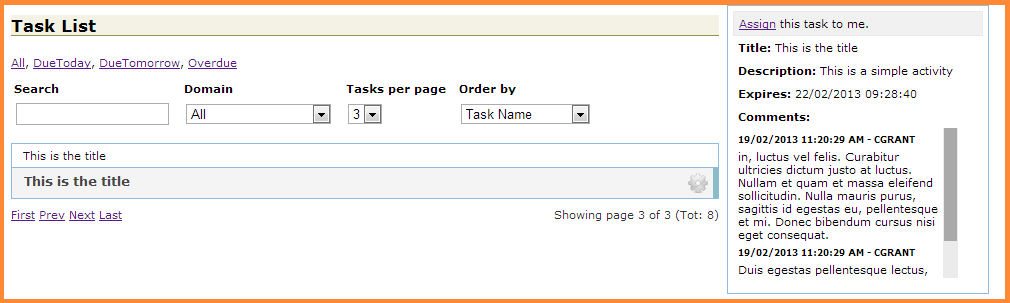 Task List
All, DueToday, DueTomorrow, Overdue
Search Domain Tasks per page Order by
All 3 Task Name
This is the title
This is the title
First Prev Next Last Showing page 3 of 3 (Tot: 8)
Assign this task to me.
Title: This is the title
Description: This is a simple activity
Expires: 22/02/2013 09:28:40
Comments:
19/02/2013 11:20:29 AM - CGRANT
in, luctus vel felis. Curabitur
ultricies dictum justo at luctus.
Nullam et quam et massa eleifend
sollicitudin. Nulla mauris purus,
sagittis id egestas eu, pellentesque
et mi. Donec bibendum cursus nisi
eget consequat.
19/02/2013 11:20:29 AM - CGRANT
Duis egestas pellentesque lectus,